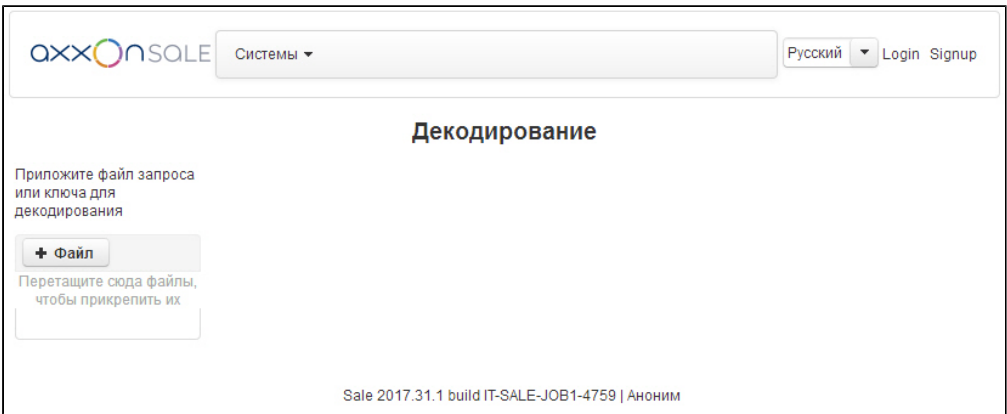 axxonsale
Системы
Русский
Login Signup
Декодирование
Приложите файл запроса
или ключа для
декодирования
+ Файл
Перетащите сюда файлы,
чтобы прикрепить их
Sale 2017.31.1 build IT-SALE-JOB1-4759 | Аноним